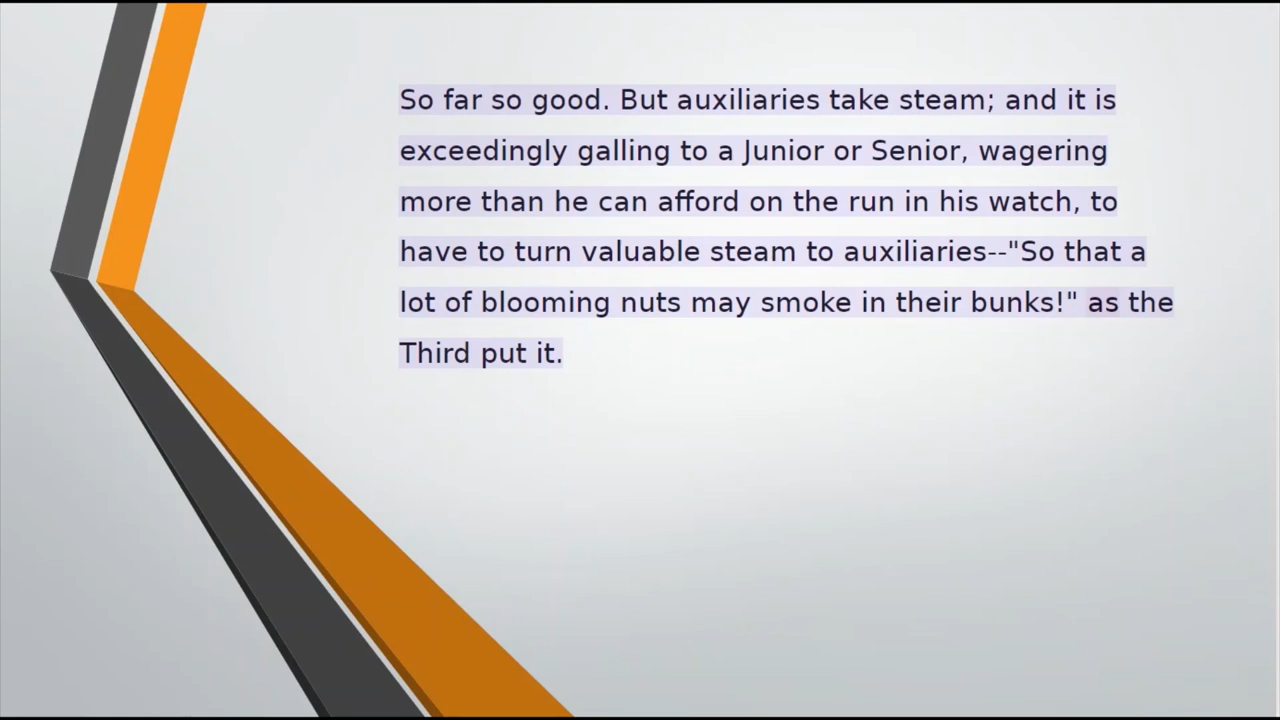 So far so good. But auxiliaries take steam; and it is
exceedingly galling to a Junior or Senior, wagering
more than he can afford on the run in his watch, to
have to turn valuable steam to auxiliaries--"So that a
lot of blooming nuts may smoke in their bunks!" as the
Third put it.